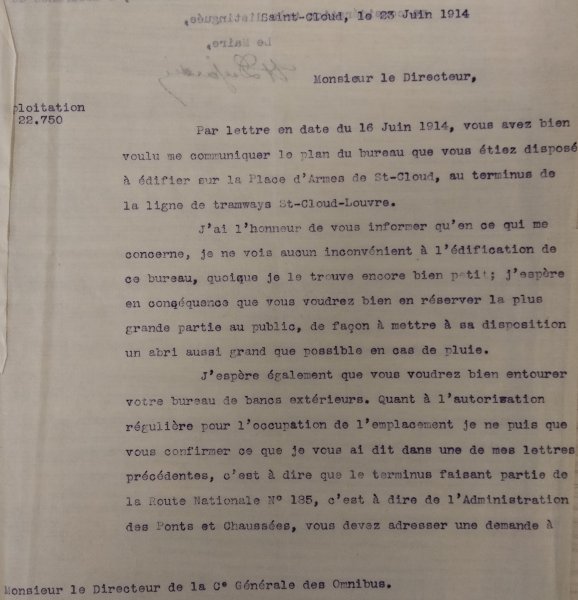 Saint-Cloud, le 23 Juin 1914
Le Maire,
Monsieur le Directeur,
ploitation
22.750
Par lettre en date du 16 Juin 1914, vous avez bien
voulu me communiquer le plan du bureau que vous étiez disposé
à édifier sur la Place d'Armes de St-Cloud, au terminus de
la ligne de tramways St-Cloud-Louvre.
J'ai l'honneur de vous informer qu'en ce qui me
concerne, je ne vois aucun inconvénient à l'édification de
ce bureau, quoique je le trouve encore bien petit; j'espère
en conséquence que vous voudrez bien en réserver la plus
grande partie au public, de façon à mettre à sa disposition
un abri aussi grand que possible en cas de pluie.
J'espère également que vous voudrez bien entourer
votre bureau de bancs extérieurs. Quant à l'autorisation
régulière pour l'occupation de l'emplacement je ne puis que
vous confirmer ce que je vous ai dit dans une de mes lettres
précédentes, c'est à dire que le terminus faisant partie de
la Route Nationale N° 185, c'est à dire de l'Administration
des Ponts et Chaussées, vous devez adresser une demande à
Monsieur le Directeur de la Cᵉ Générale des Omnibus.